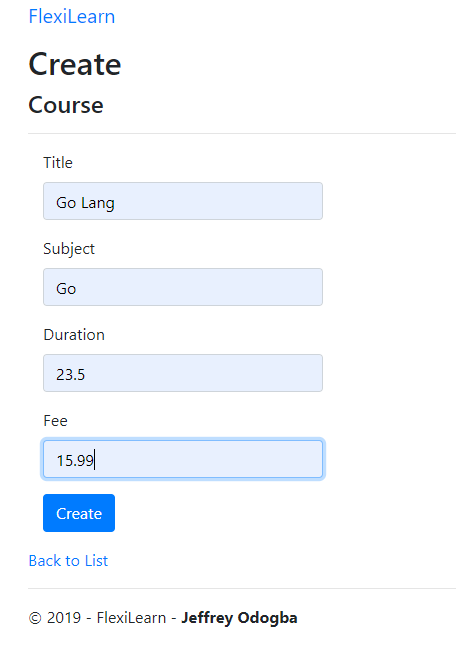 FlexiLearn
Create
Course
Title
Go Lang
Subject
Go
Duration
23.5
Fee
15.99
Create
Back to List
© 2019 - FlexiLearn - Jeffrey Odogba